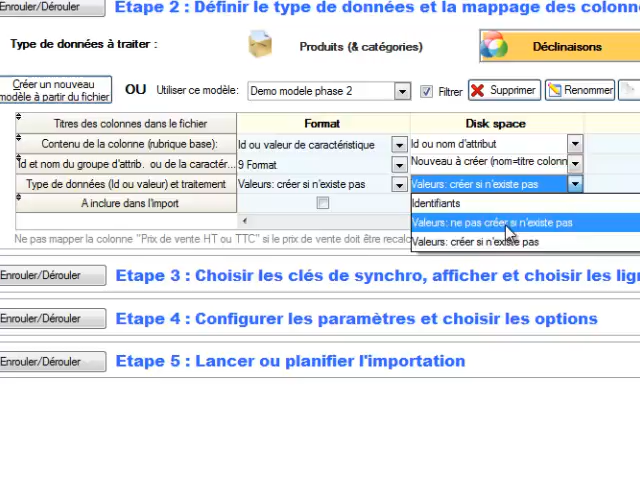 Enrouler/Dérouler
Etape 2 : Définir le type de données et la mappage des colonne
Type de données à traiter :
Produits (& catégories)
Déclinaisons
Créer un nouveau
modèle à partir du fichier
OU
Utiliser ce modèle:
Demo modele phase 2
Filtrer
Supprimer
Renommer
Titres des colonnes dans le fichier
Format
Disk space
Contenu de la colonne (rubrique base):
Id ou valeur de caractéristique
Id ou nom d'attribut
Id et nom du groupe d'attrib. ou de la caractér...
9 Format
Nouveau à créer (nom=titre colonn
Type de données (Id ou valeur) et traitement
Valeurs: créer si n'existe pas
Valeurs: créer si n'existe pas
A inclure dans l'import
Identifiants
Valeurs: ne pas créer si n'existe pas
Valeurs: créer si n'existe pas
Ne pas mapper la colonne "Prix de vente HT ou TTC" si le prix de vente doit être recalc
Enrouler/Dérouler
Etape 3 : Choisir les clés de synchro, afficher et choisir les lign
Enrouler/Dérouler
Etape 4 : Configurer les paramètres et choisir les options
Enrouler/Dérouler
Etape 5 : Lancer ou planifier l'importation